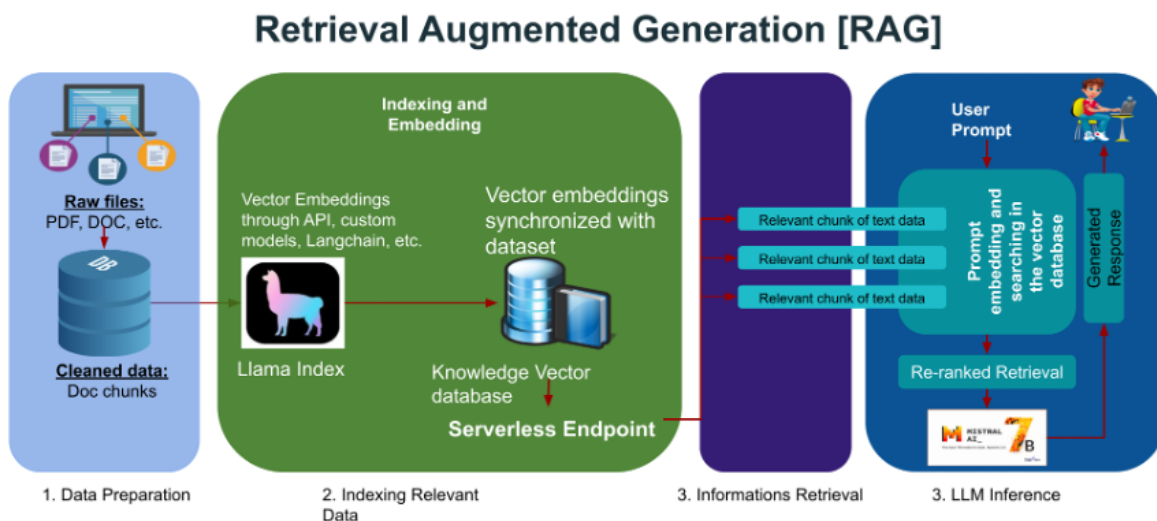 Retrieval Augmented Generation [RAG]
Raw files:
PDF, DOC, etc.
DB
Cleaned data:
Doc chunks
1. Data Preparation
Indexing and
Embedding
Vector Embeddings
through API, custom
models, Langchain, etc.
Llama Index
Vector embeddings
synchronized with
dataset
Knowledge Vector
database
Serverless Endpoint
2. Indexing Relevant
Data
Relevant chunk of text data
Relevant chunk of text data
Relevant chunk of text data
3. Informations Retrieval
User
Prompt
Prompt
embedding and
searching in
the vector
database
Re-ranked Retrieval
MISTRAL
AI_
7B
Generated
Response
3. LLM Inference